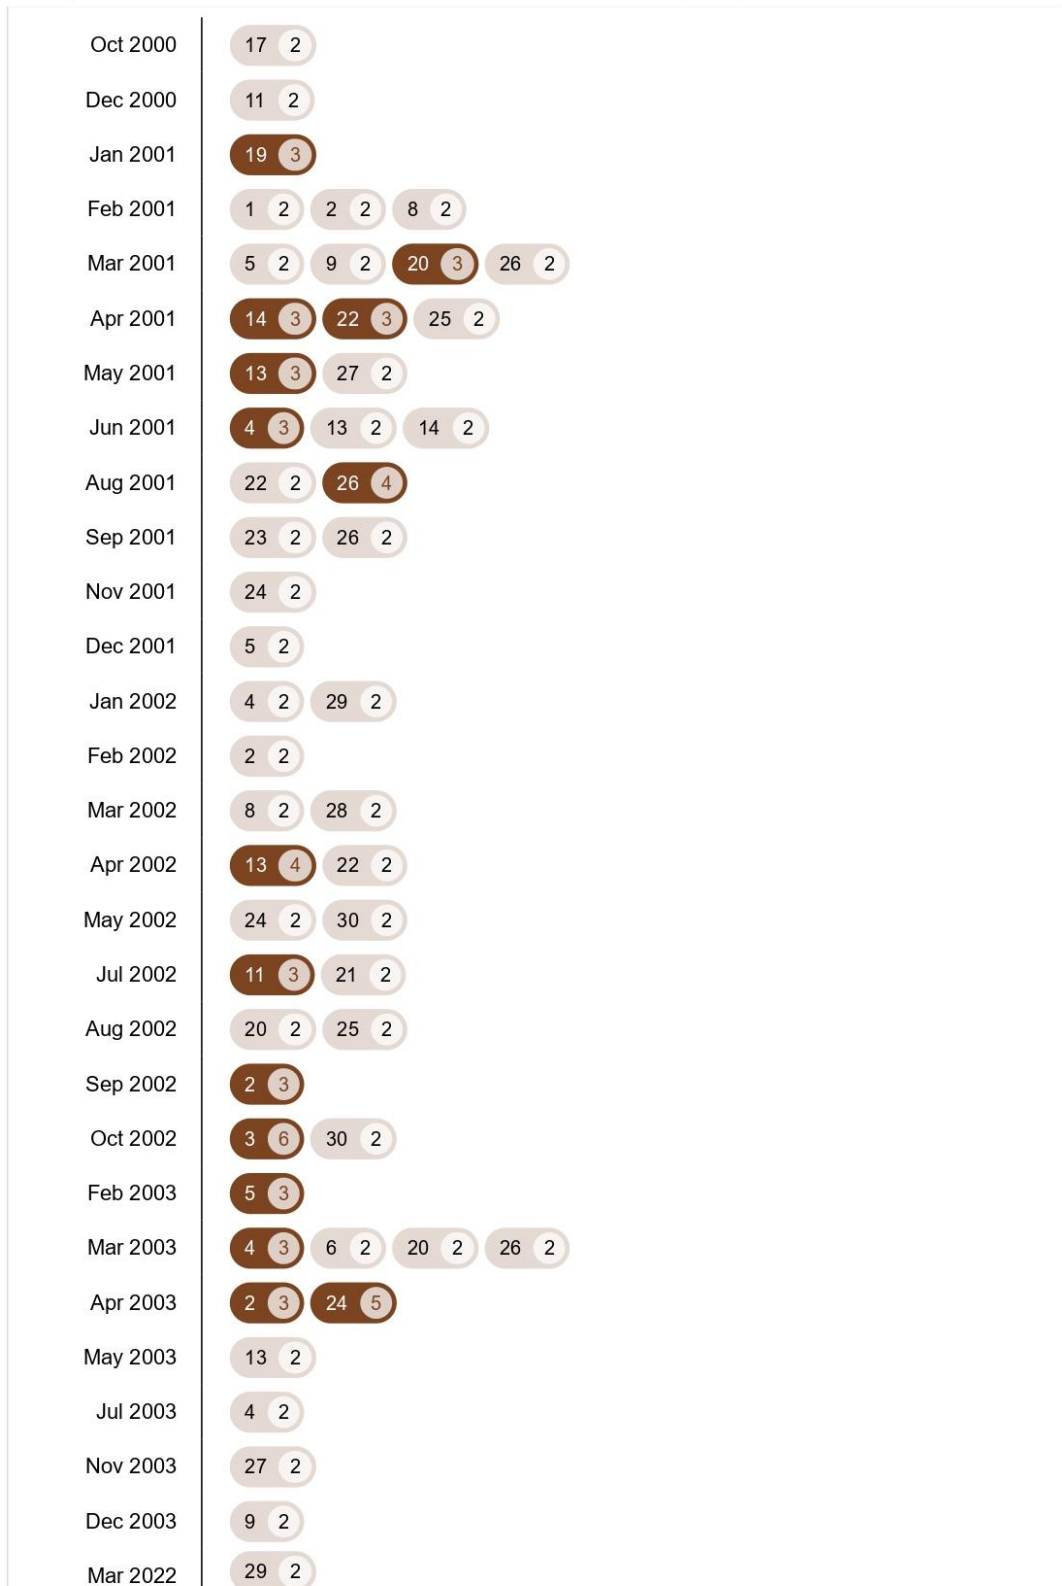 Oct 2000 17 2
Dec 2000 11 2
Jan 2001 19 3
Feb 2001 1 2 2 2 8 2
Mar 2001 5 2 9 2 20 3 26 2
Apr 2001 14 3 22 3 25 2
May 2001 13 3 27 2
Jun 2001 4 3 13 2 14 2
Aug 2001 22 2 26 4
Sep 2001 23 2 26 2
Nov 2001 24 2
Dec 2001 5 2
Jan 2002 4 2 29 2
Feb 2002 2 2
Mar 2002 8 2 28 2
Apr 2002 13 4 22 2
May 2002 24 2 30 2
Jul 2002 11 3 21 2
Aug 2002 20 2 25 2
Sep 2002 2 3
Oct 2002 3 6 30 2
Feb 2003 5 3
Mar 2003 4 3 6 2 20 2 26 2
Apr 2003 2 3 24 5
May 2003 13 2
Jul 2003 4 2
Nov 2003 27 2
Dec 2003 9 2
Mar 2022 29 2